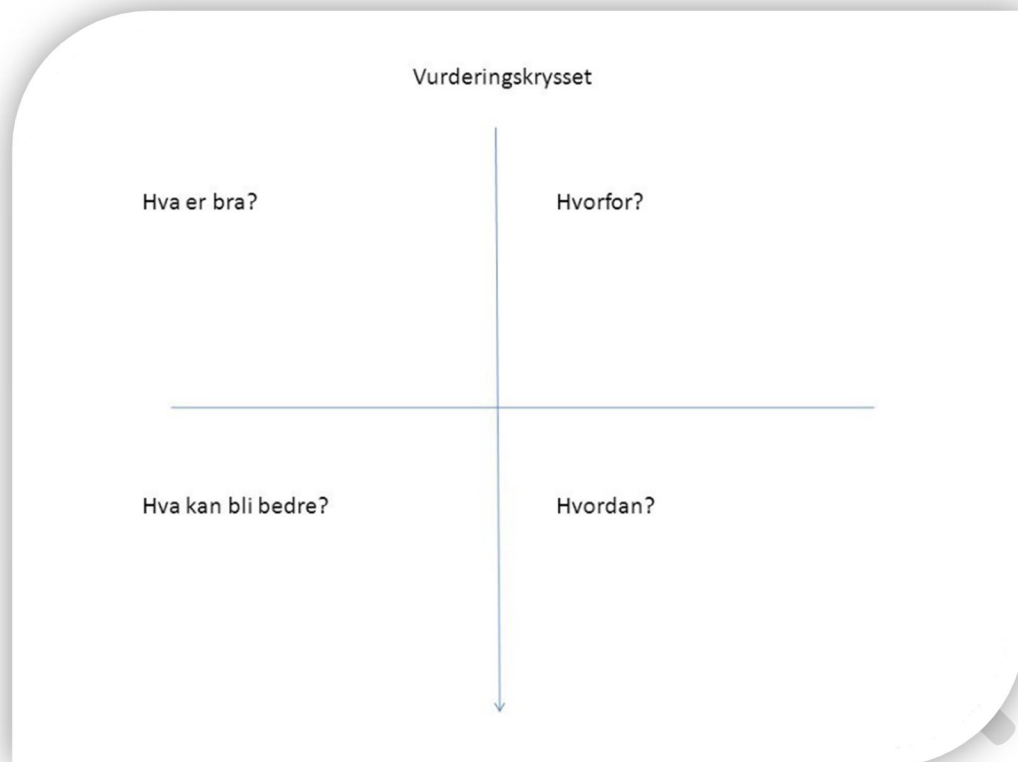 Vurderingskrysset
Hva er bra?
Hvorfor?
Hva kan bli bedre?
Hvordan?